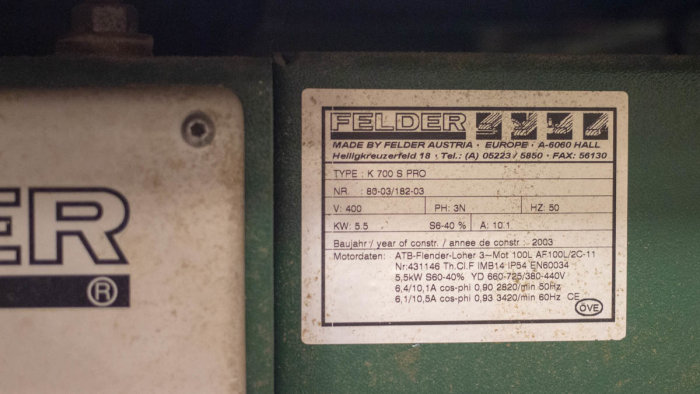 ER
®
FELDER
MADE BY FELDER AUSTRIA · EUROPE · A-6060 HALL
Heiligkreuzerfeld 18 · Tel.: (A) 05223 / 5850 · FAX: 56130
TYPE : K 700 S PRO
NR. : 80-03/182-03
V: 400 PH: 3N HZ: 50
KW: 5.5 S6-40 % A: 10.1
Baujahr / year of constr. / annee de constr : 2003
Motordaten: ATB-Flender-Loher 3~Mot 100L AF100L/2C-11
Nr:431146 Th.Cl.F IMB14 IP54 EN60034
5,5kW S60-40% YD 660-725/380-440V
6,4/10,1A cos-phi 0,90 2820/min 50Hz
6,1/10,5A cos-phi 0,93 3420/min 60Hz CE
ÖVE